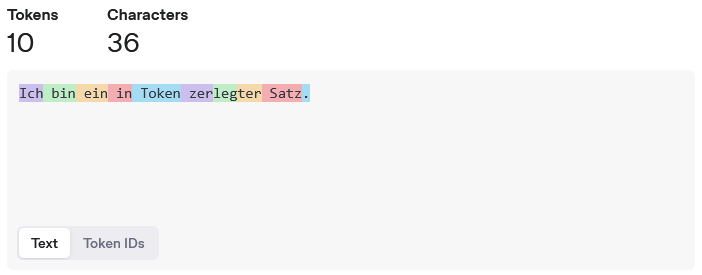 Tokens Characters
10 36
Ich bin ein in Token zerlegter Satz.
Text Token IDs